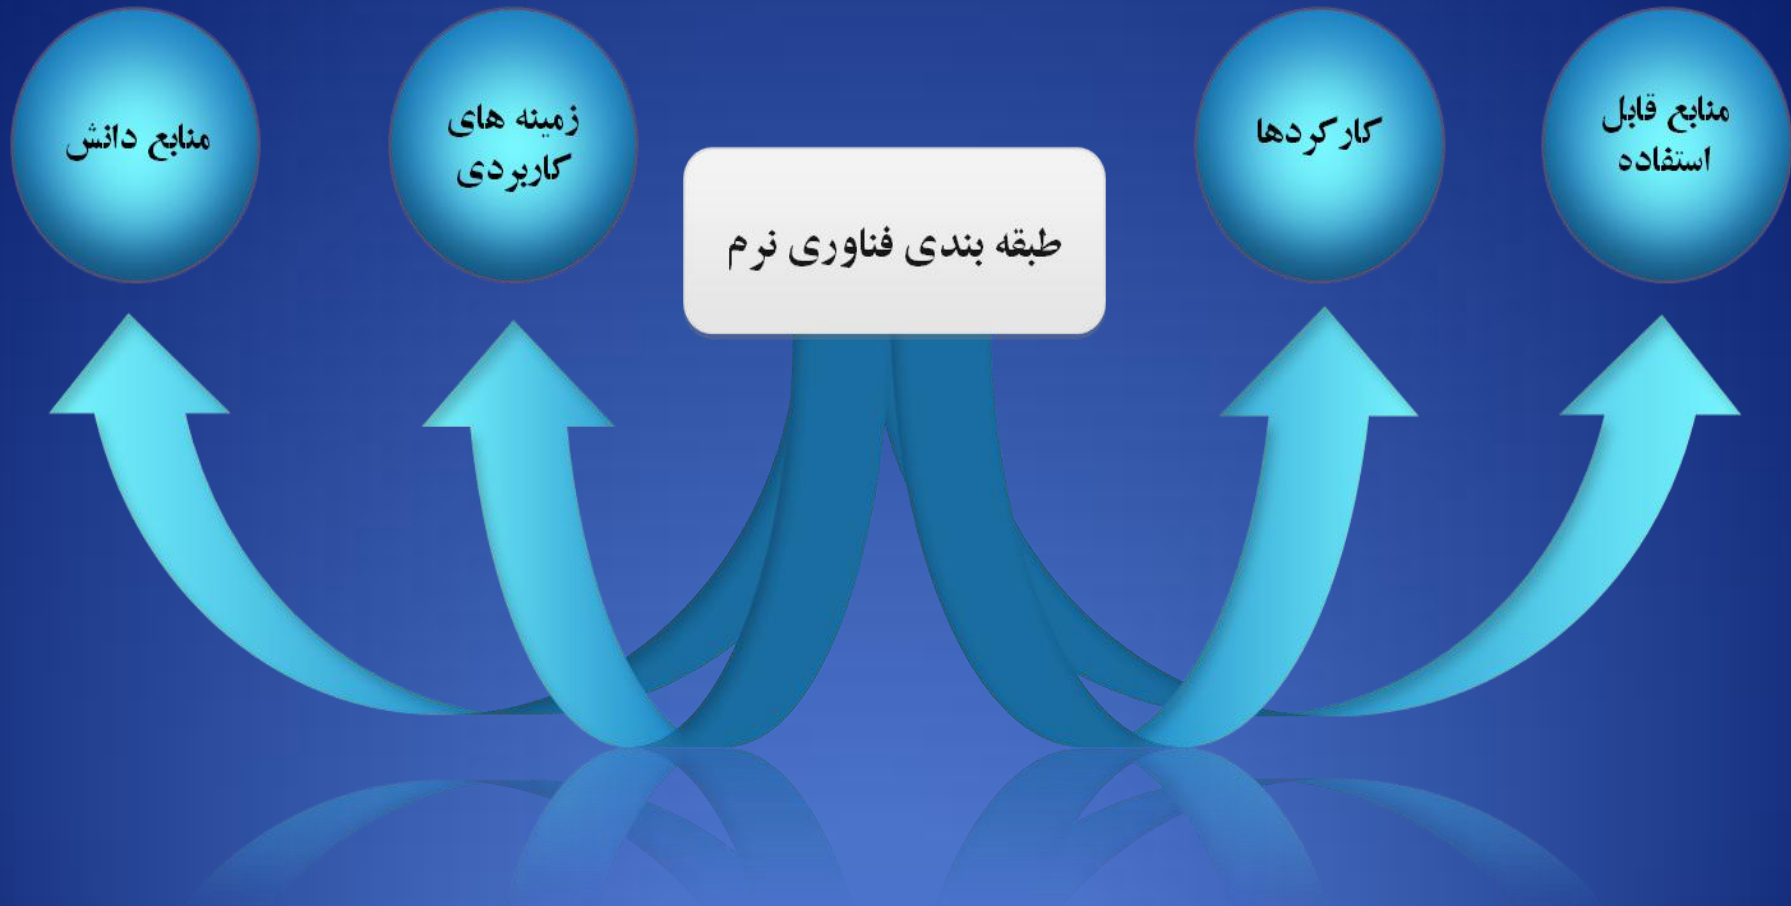 منابع قابل
استفاده
کارکردها
طبقه بندی فناوری نرم
زمینه های
کاربردی
منابع دانش